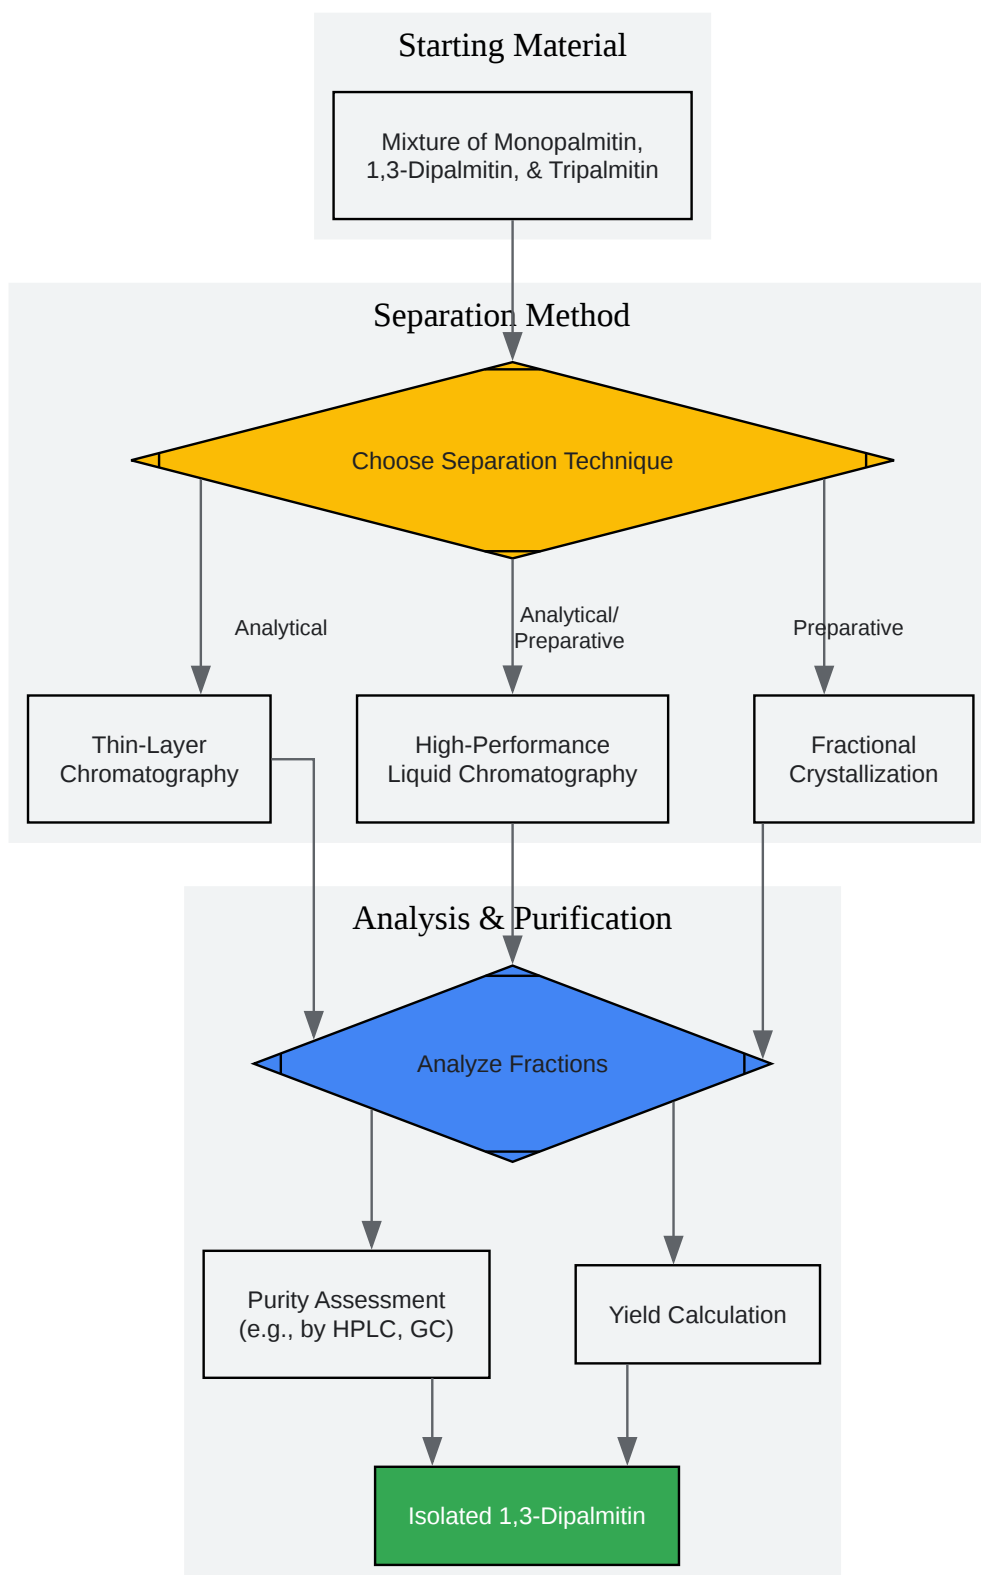 Starting Material
Mixture of Monopalmitin,
1,3-Dipalmitin, & Tripalmitin
Separation Method
Choose Separation Technique
Analytical
Analytical/
Preparative
Preparative
Thin-Layer
Chromatography
High-Performance
Liquid Chromatography
Fractional
Crystallization
Analysis & Purification
Analyze Fractions
Purity Assessment
(e.g., by HPLC, GC)
Yield Calculation
Isolated 1,3-Dipalmitin